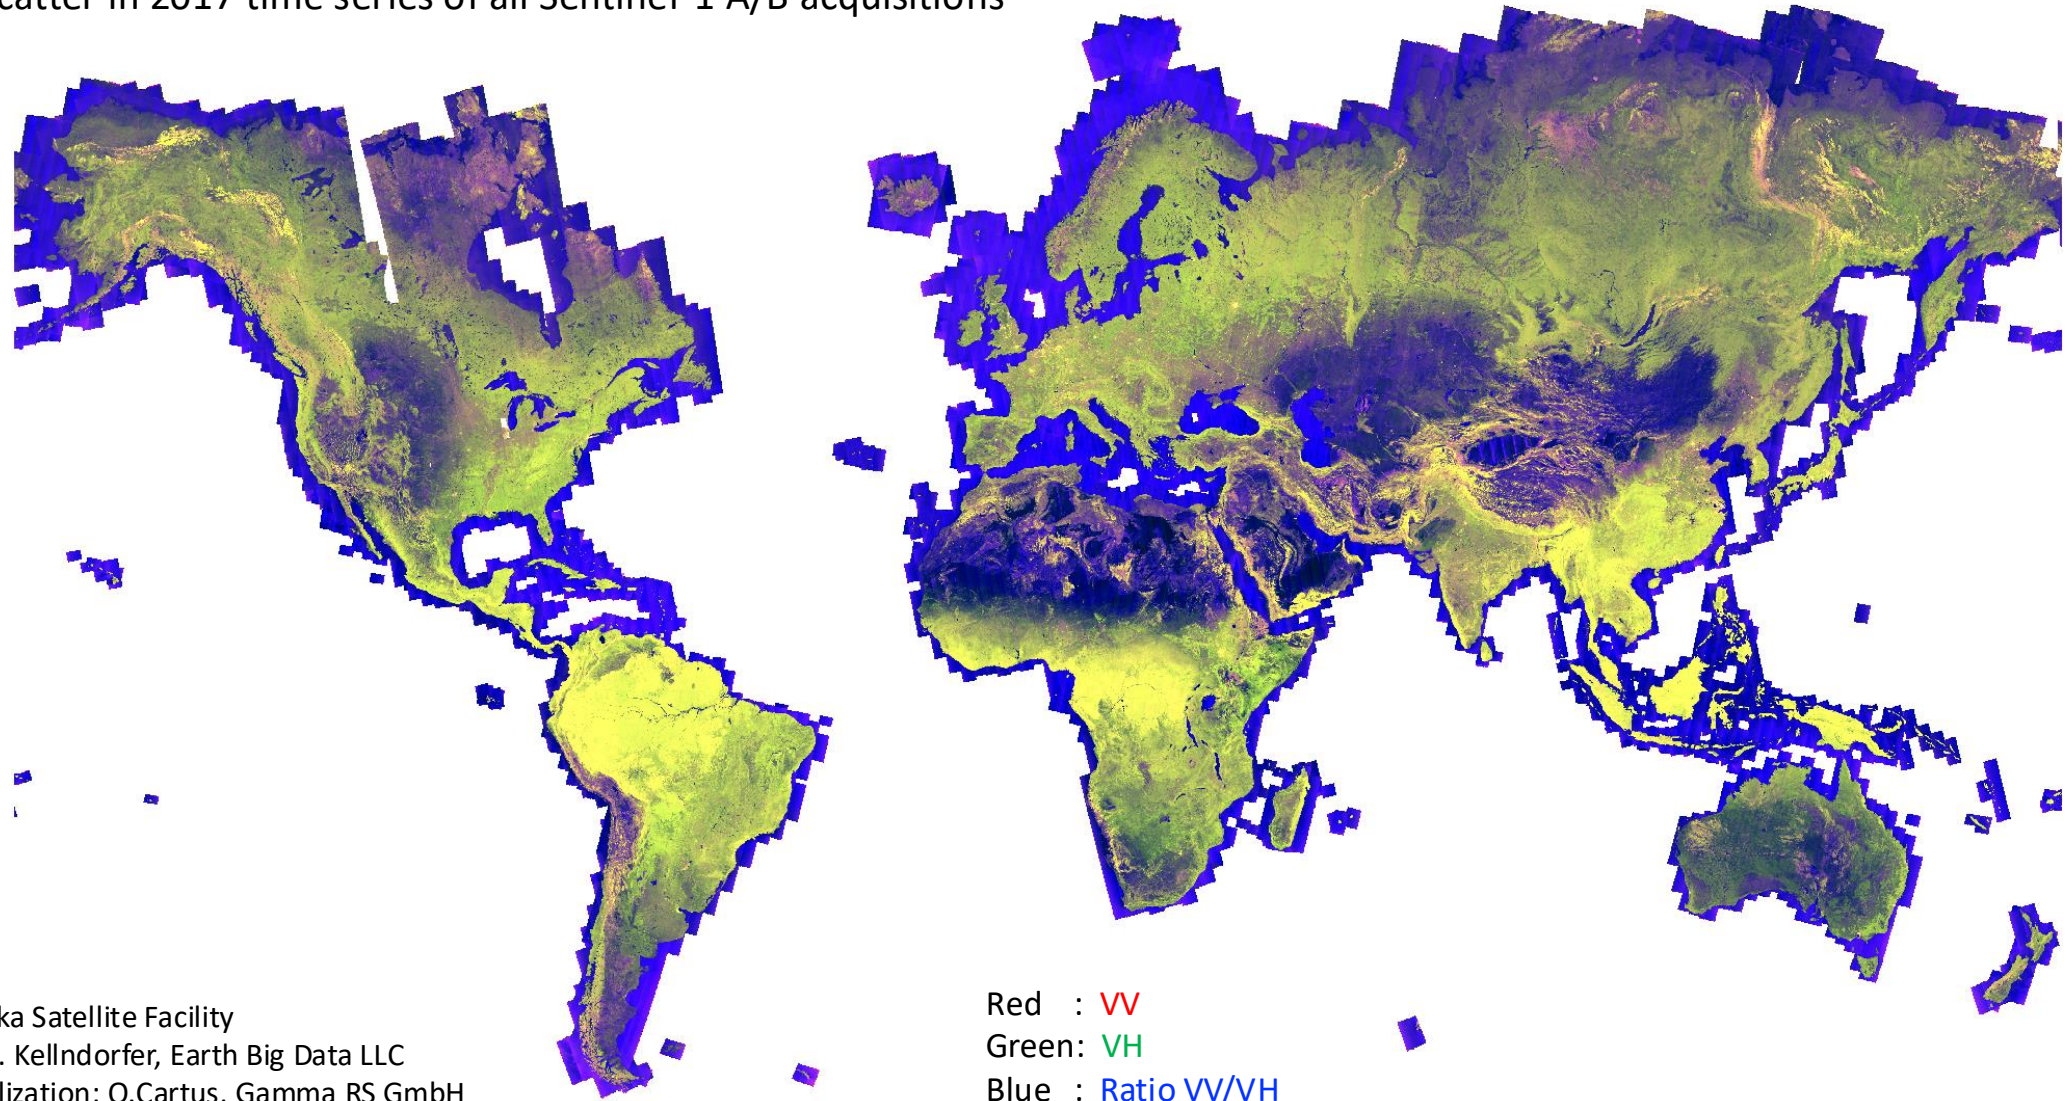 catter in 2017 time series of all Sentinel-1 A/B acquisitions
ka Satellite Facility
. Kellndorfer, Earth Big Data LLC
lization: O.Cartus, Gamma RS GmbH
Red : VV
Green: VH
Blue : Ratio VV/VH